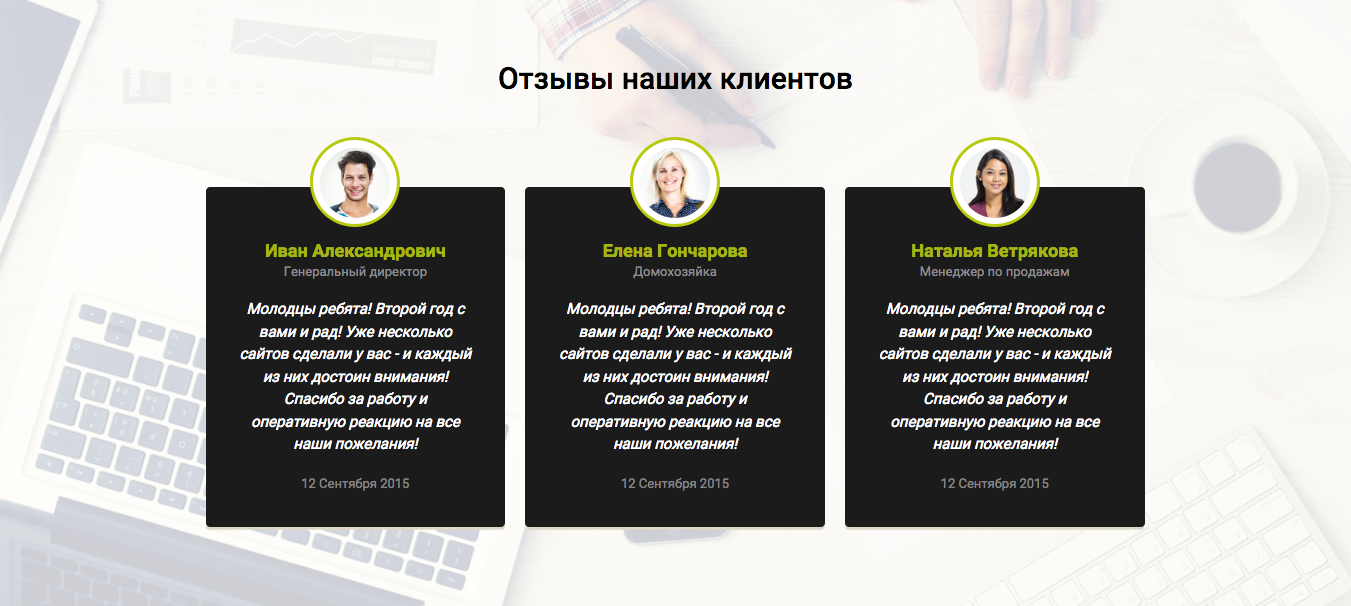 Отзывы наших клиентов
Иван Александрович
Генеральный директор
Молодцы ребята! Второй год с
вами и рад! Уже несколько
сайтов сделали у вас - и каждый
из них достоин внимания!
Спасибо за работу и
оперативную реакцию на все
наши пожелания!
12 Сентября 2015
Елена Гончарова
Домохозяйка
Молодцы ребята! Второй год с
вами и рад! Уже несколько
сайтов сделали у вас - и каждый
из них достоин внимания!
Спасибо за работу и
оперативную реакцию на все
наши пожелания!
12 Сентября 2015
Наталья Ветрякова
Менеджер по продажам
Молодцы ребята! Второй год с
вами и рад! Уже несколько
сайтов сделали у вас - и каждый
из них достоин внимания!
Спасибо за работу и
оперативную реакцию на все
наши пожелания!
12 Сентября 2015